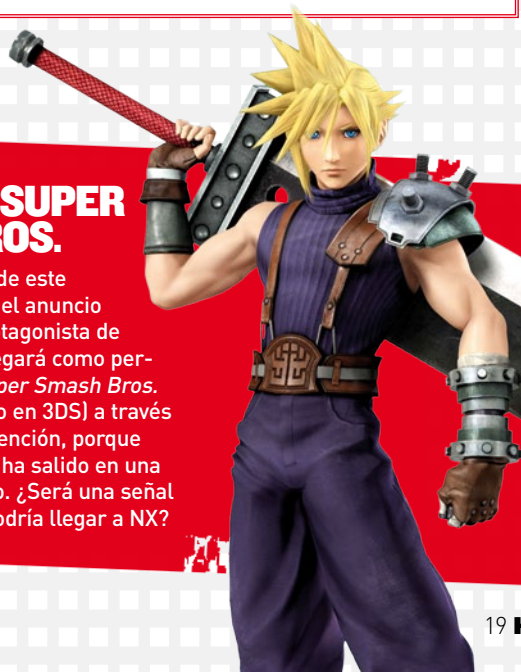 SUPER
ROS.
de este
el anuncio
tagonista de
egará como per-
per Smash Bros.
o en 3DS) a través
ención, porque
ha salido en una
o. ¿Será una señal
odría llegar a NX?
19